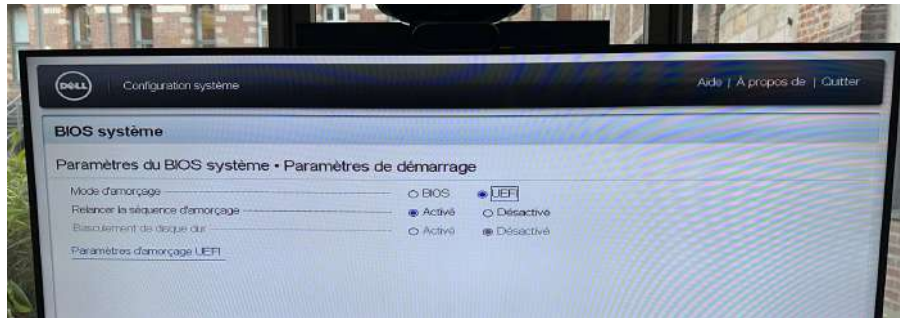 DELL Configuration système Aide | À propos de | Quitter
BIOS système
Paramètres du BIOS système • Paramètres de démarrage
Mode d'amorçage BIOS UEFI
Relancer la séquence d'amorçage Activé Désactivé
Basculement de disque dur Activé Désactivé
Paramètres d'amorçage UEFI